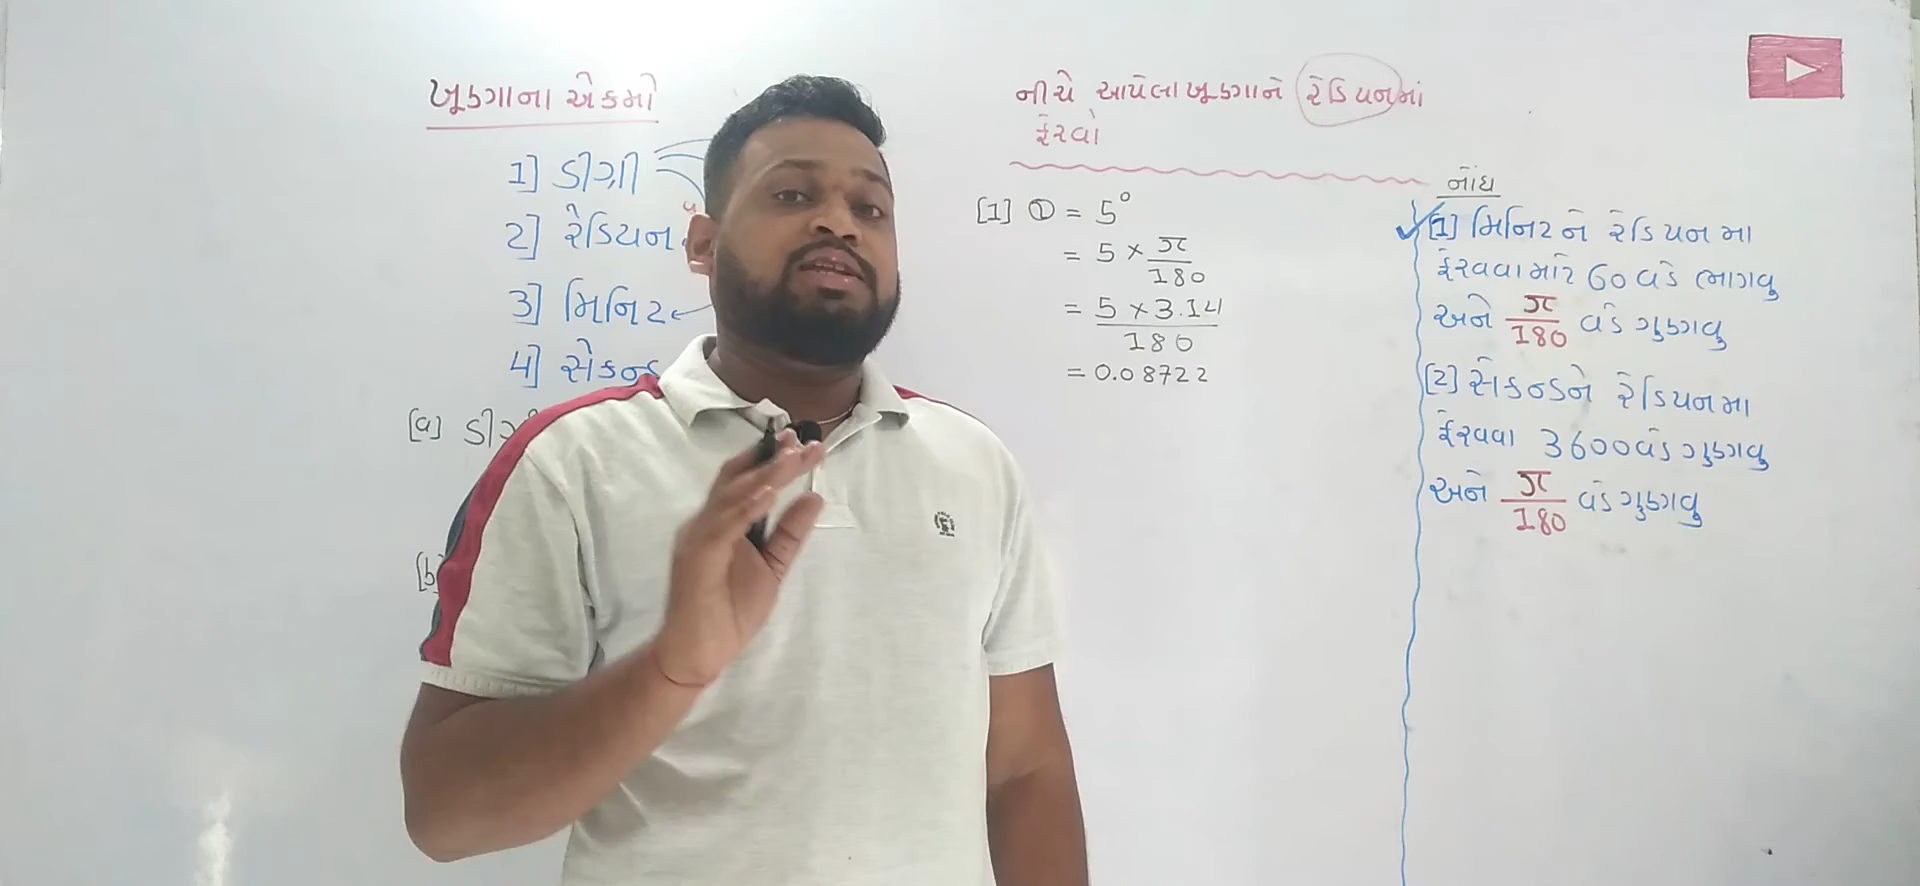 ખૂણાના એકમો
1] ડીગ્રી
2] રેડિયન
3] મિનિટ
4] સેકન્ડ
[a]
[b]
નીચે આપેલા ખૂણાને રેડિયનમાં
ફેરવો
[1] ① = 5°
= 5 × π/180
= 5 × 3.14/180
= 0.08722
નોંધ
[1] મિનિટને રેડિયનમા
ફેરવવા માટે 60 વડે ભાગવુ
અને π/180 વડે ગુણવુ
[2] સેકન્ડને રેડિયનમા
ફેરવવા 3600 વડે ગુણવુ
અને π/180 વડે ગુણવુ